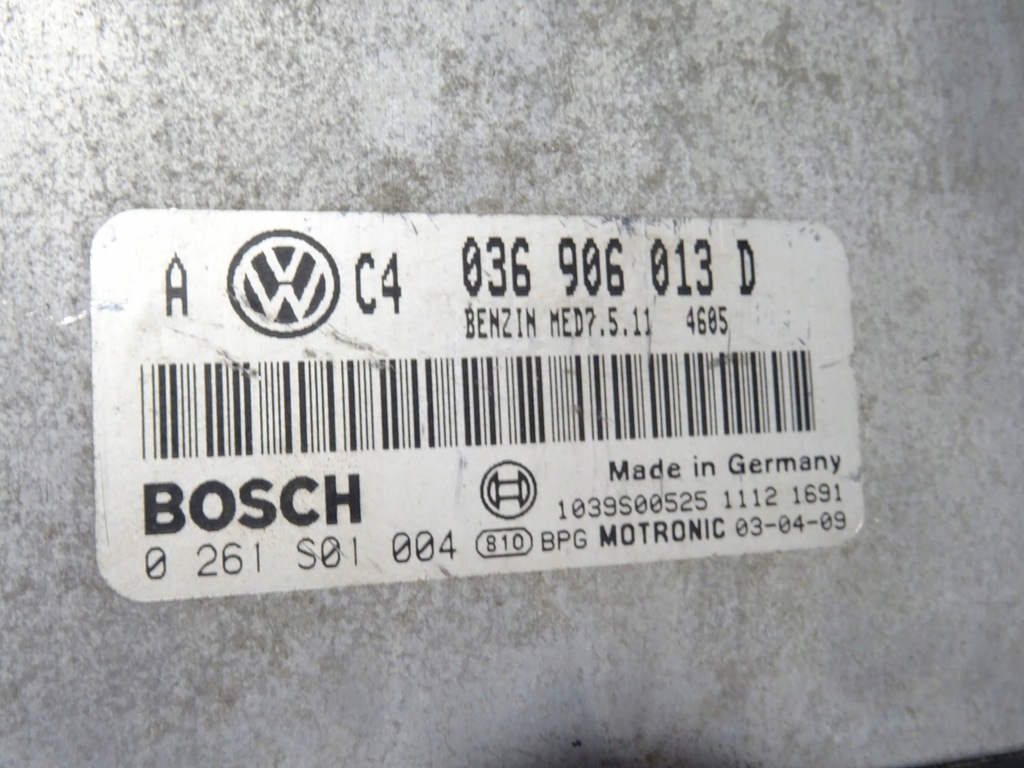 A VW C4 036 906 013 D
BENZIN MED7.5.11 4605
BOSCH
Made in Germany
1039S00525 1112 1691
0 261 S01 004 810 BPG MOTRONIC 03-04-09